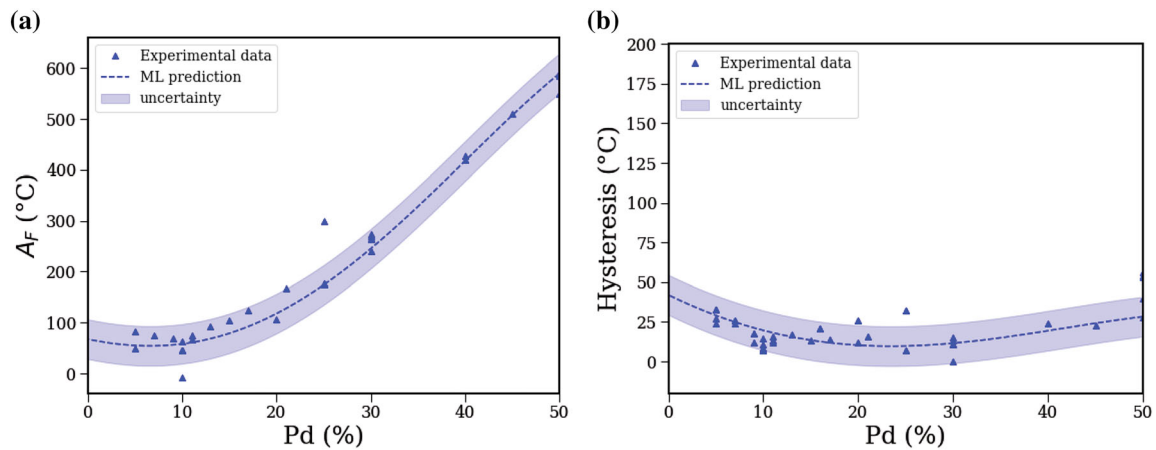 (a)
Experimental data
ML prediction
uncertainty
600
500
400
300
200
100
0
A_F (°C)
0 10 20 30 40 50
Pd (%)
(b)
Experimental data
ML prediction
uncertainty
200
175
150
125
100
75
50
25
0
Hysteresis (°C)
0 10 20 30 40 50
Pd (%)